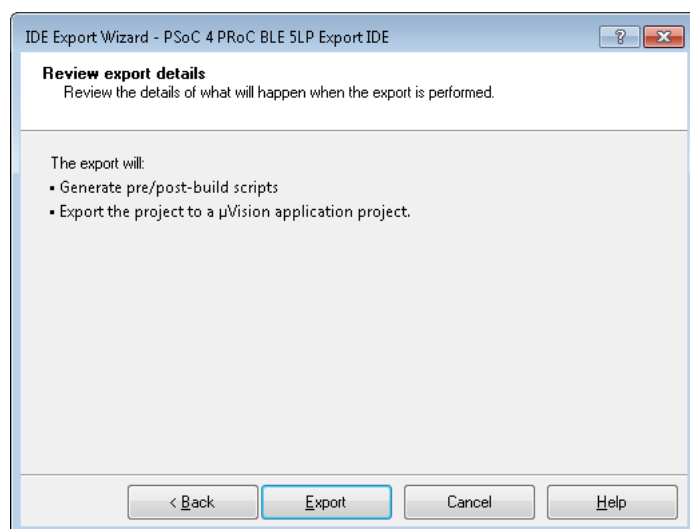 IDE Export Wizard - PSoC 4 PRoC BLE 5LP Export IDE
?
Review export details
Review the details of what will happen when the export is performed.
The export will:
▪ Generate pre/post-build scripts
▪ Export the project to a µVision application project.
< Back Export Cancel Help